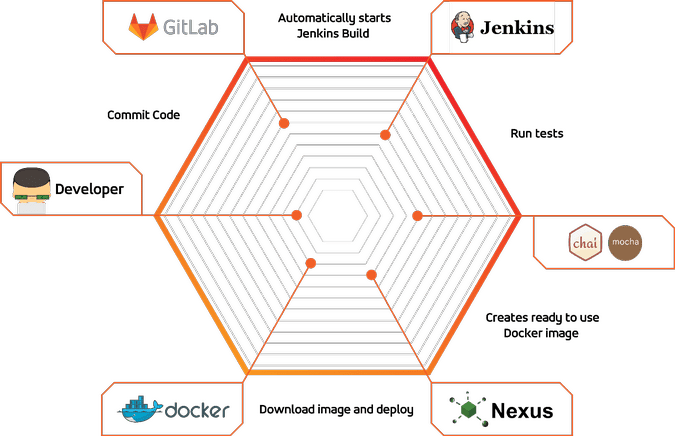 GitLab
Automatically starts
Jenkins Build
Jenkins
Commit Code
Run tests
Developer
chai
mocha
Creates ready to use
Docker image
docker
Download image and deploy
Nexus